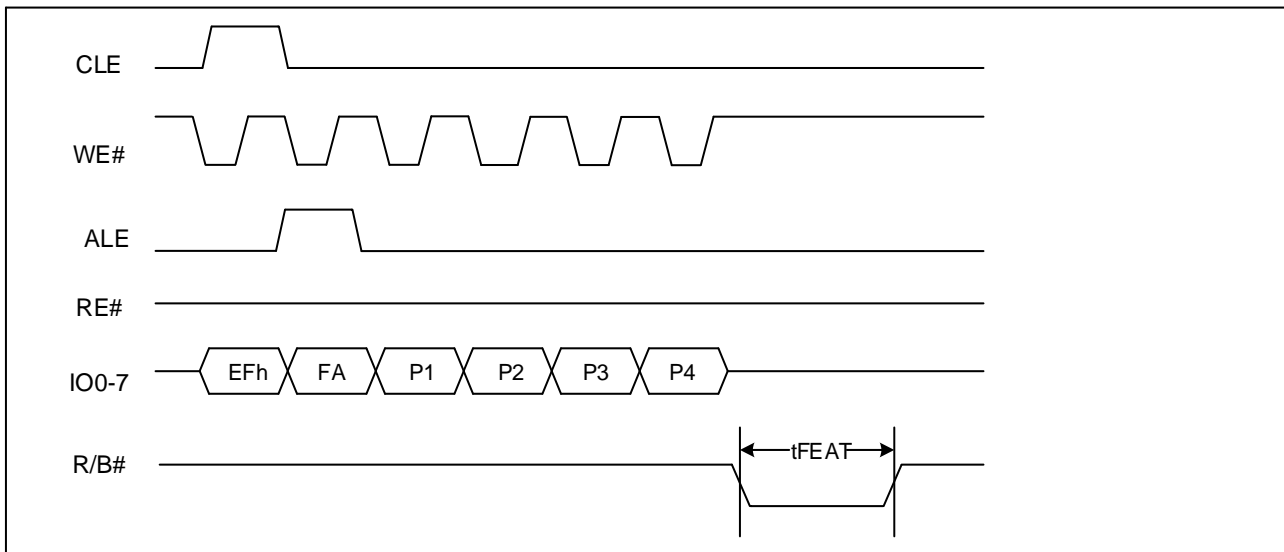 CLE
WE#
ALE
RE#
IO0-7 EFh FA P1 P2 P3 P4
R/B# tFEAT